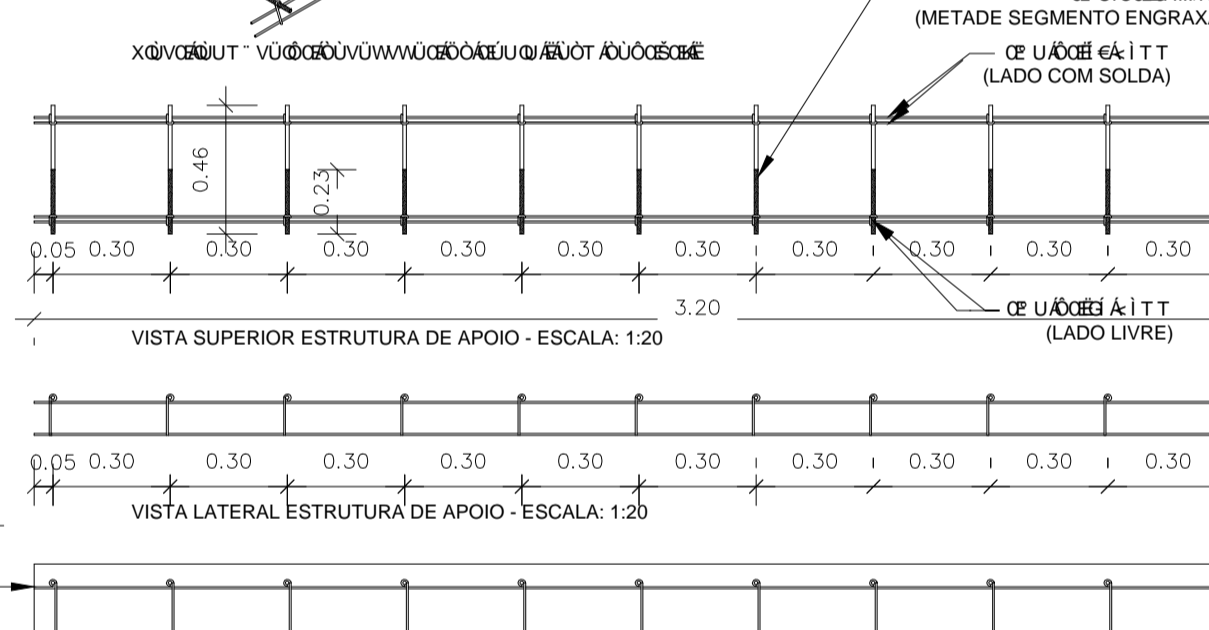 (METADE SEGMENTO ENGRAXA
(LADO COM SOLDA)
0.46
0.23
0.05 0.30 0.30 0.30 0.30 0.30 0.30 0.30 0.30 0.30 0.30
3.20
(LADO LIVRE)
VISTA SUPERIOR ESTRUTURA DE APOIO - ESCALA: 1:20
0.05 0.30 0.30 0.30 0.30 0.30 0.30 0.30 0.30 0.30 0.30
VISTA LATERAL ESTRUTURA DE APOIO - ESCALA: 1:20